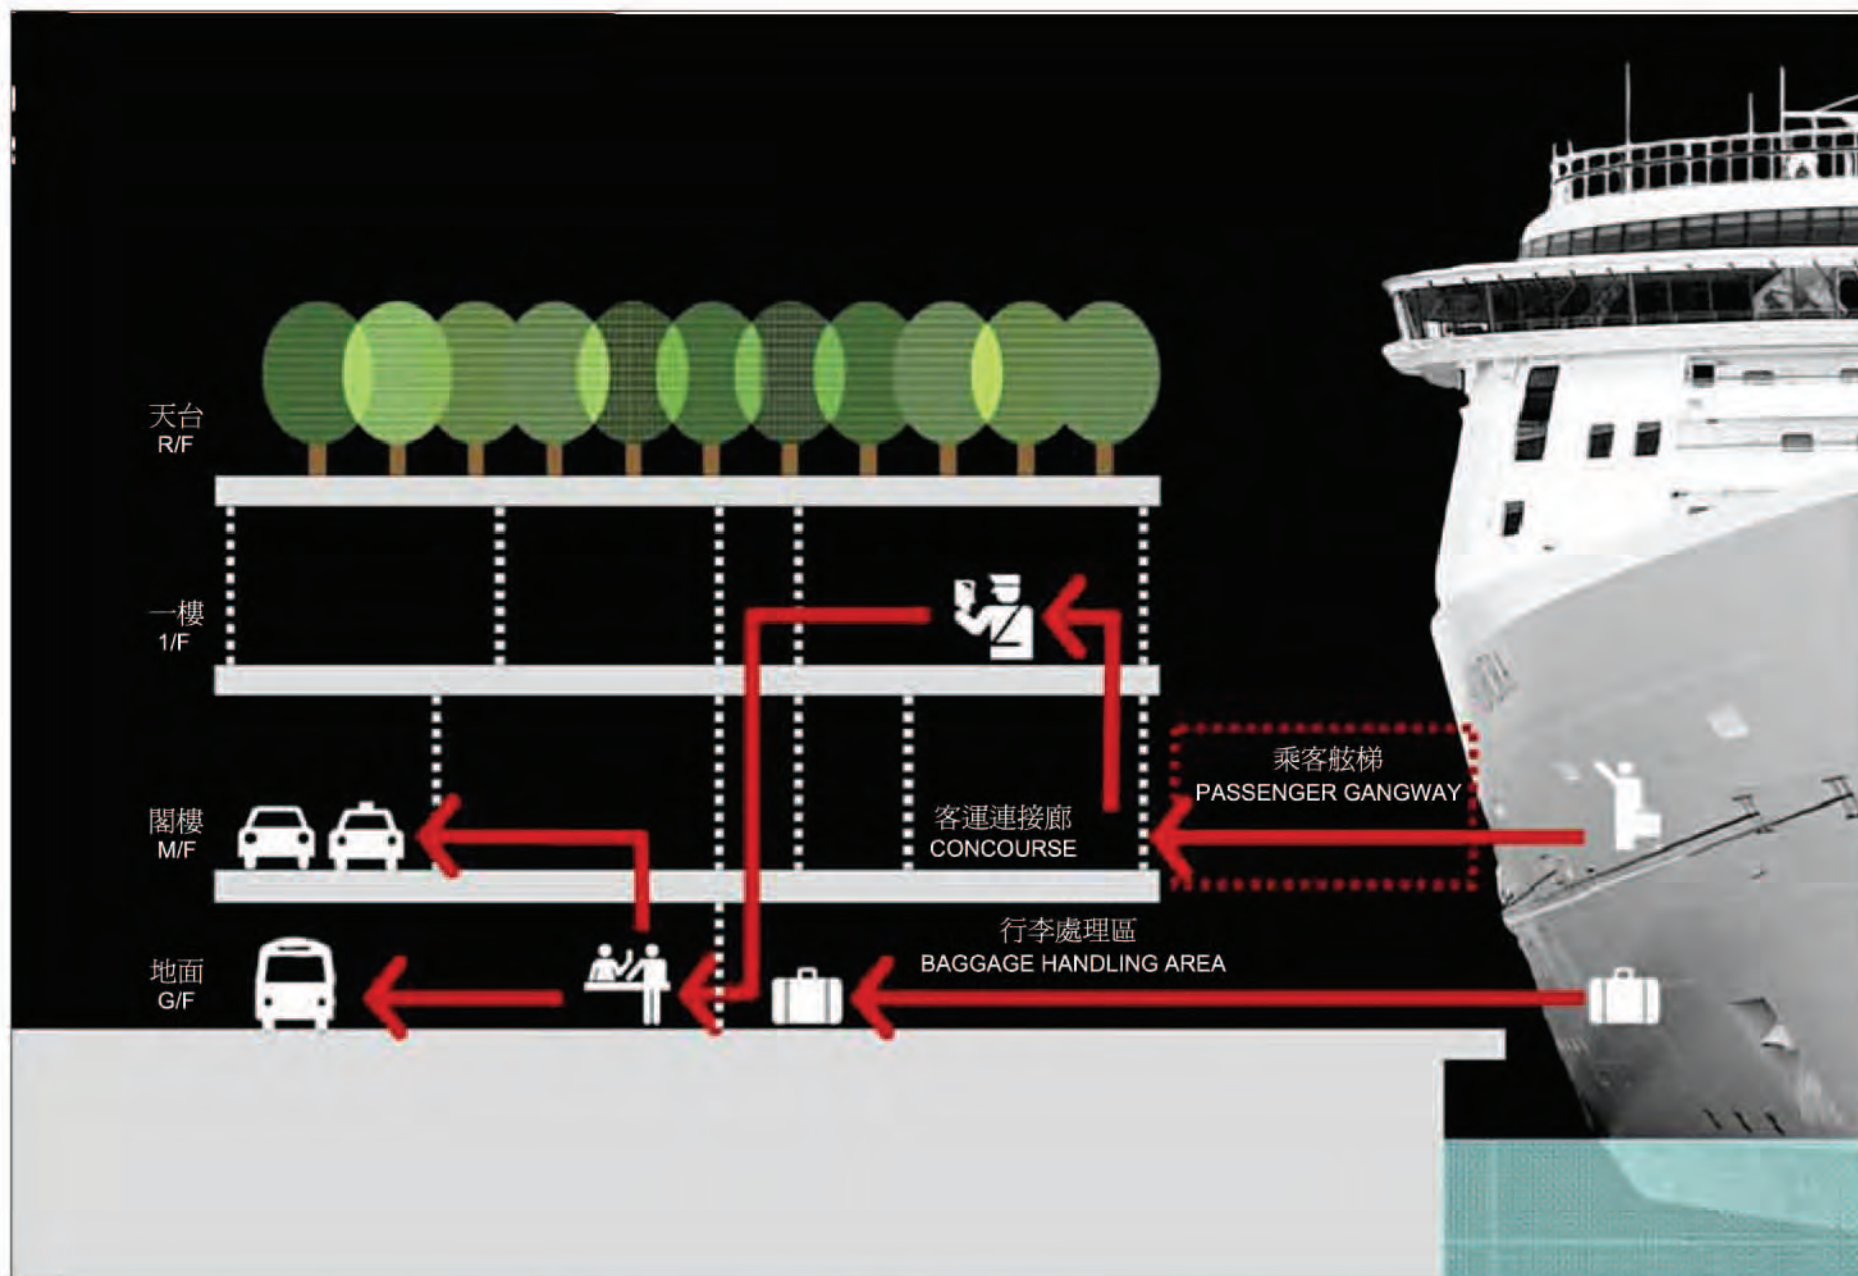 天台
R/F
一樓
1/F
乘客舷梯
PASSENGER GANGWAY
閣樓
M/F
客運連接廊
CONCOURSE
行李處理區
BAGGAGE HANDLING AREA
地面
G/F